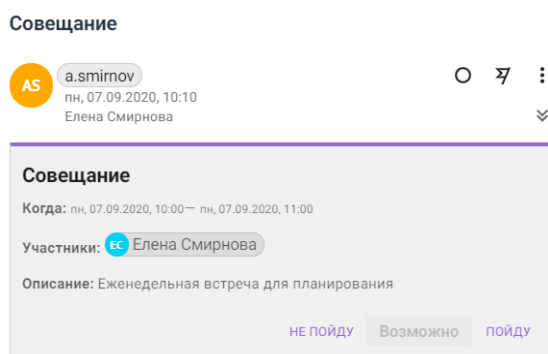 Совещание
AS
a.smirnov
пн, 07.09.2020, 10:10
Елена Смирнова
Совещание
Когда: пн, 07.09.2020, 10:00— пн, 07.09.2020, 11:00
Участники: ЕС Елена Смирнова
Описание: Еженедельная встреча для планирования
НЕ ПОЙДУ Возможно ПОЙДУ